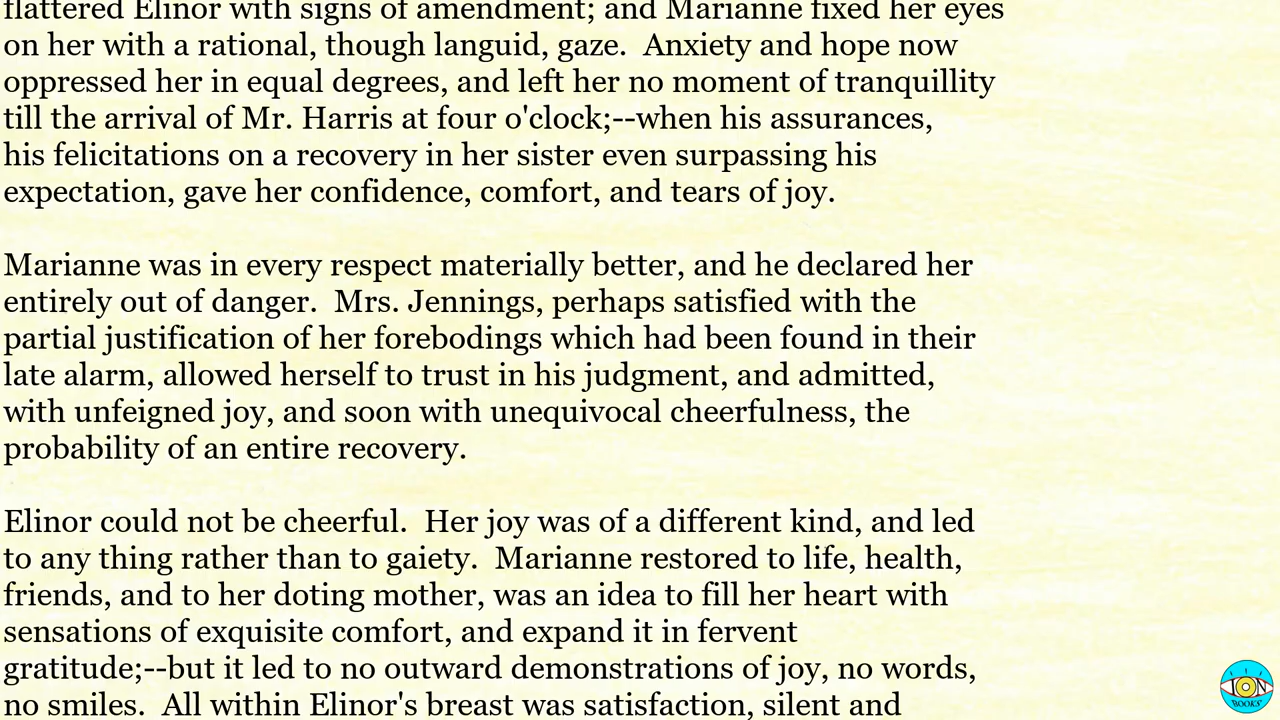 flattered Elinor with signs of amendment; and Marianne fixed her eyes
on her with a rational, though languid, gaze.  Anxiety and hope now
oppressed her in equal degrees, and left her no moment of tranquillity
till the arrival of Mr. Harris at four o'clock;--when his assurances,
his felicitations on a recovery in her sister even surpassing his
expectation, gave her confidence, comfort, and tears of joy.

Marianne was in every respect materially better, and he declared her
entirely out of danger.  Mrs. Jennings, perhaps satisfied with the
partial justification of her forebodings which had been found in their
late alarm, allowed herself to trust in his judgment, and admitted,
with unfeigned joy, and soon with unequivocal cheerfulness, the
probability of an entire recovery.

Elinor could not be cheerful.  Her joy was of a different kind, and led
to any thing rather than to gaiety.  Marianne restored to life, health,
friends, and to her doting mother, was an idea to fill her heart with
sensations of exquisite comfort, and expand it in fervent
gratitude;--but it led to no outward demonstrations of joy, no words,
no smiles.  All within Elinor's breast was satisfaction, silent and
ION
BOOKS